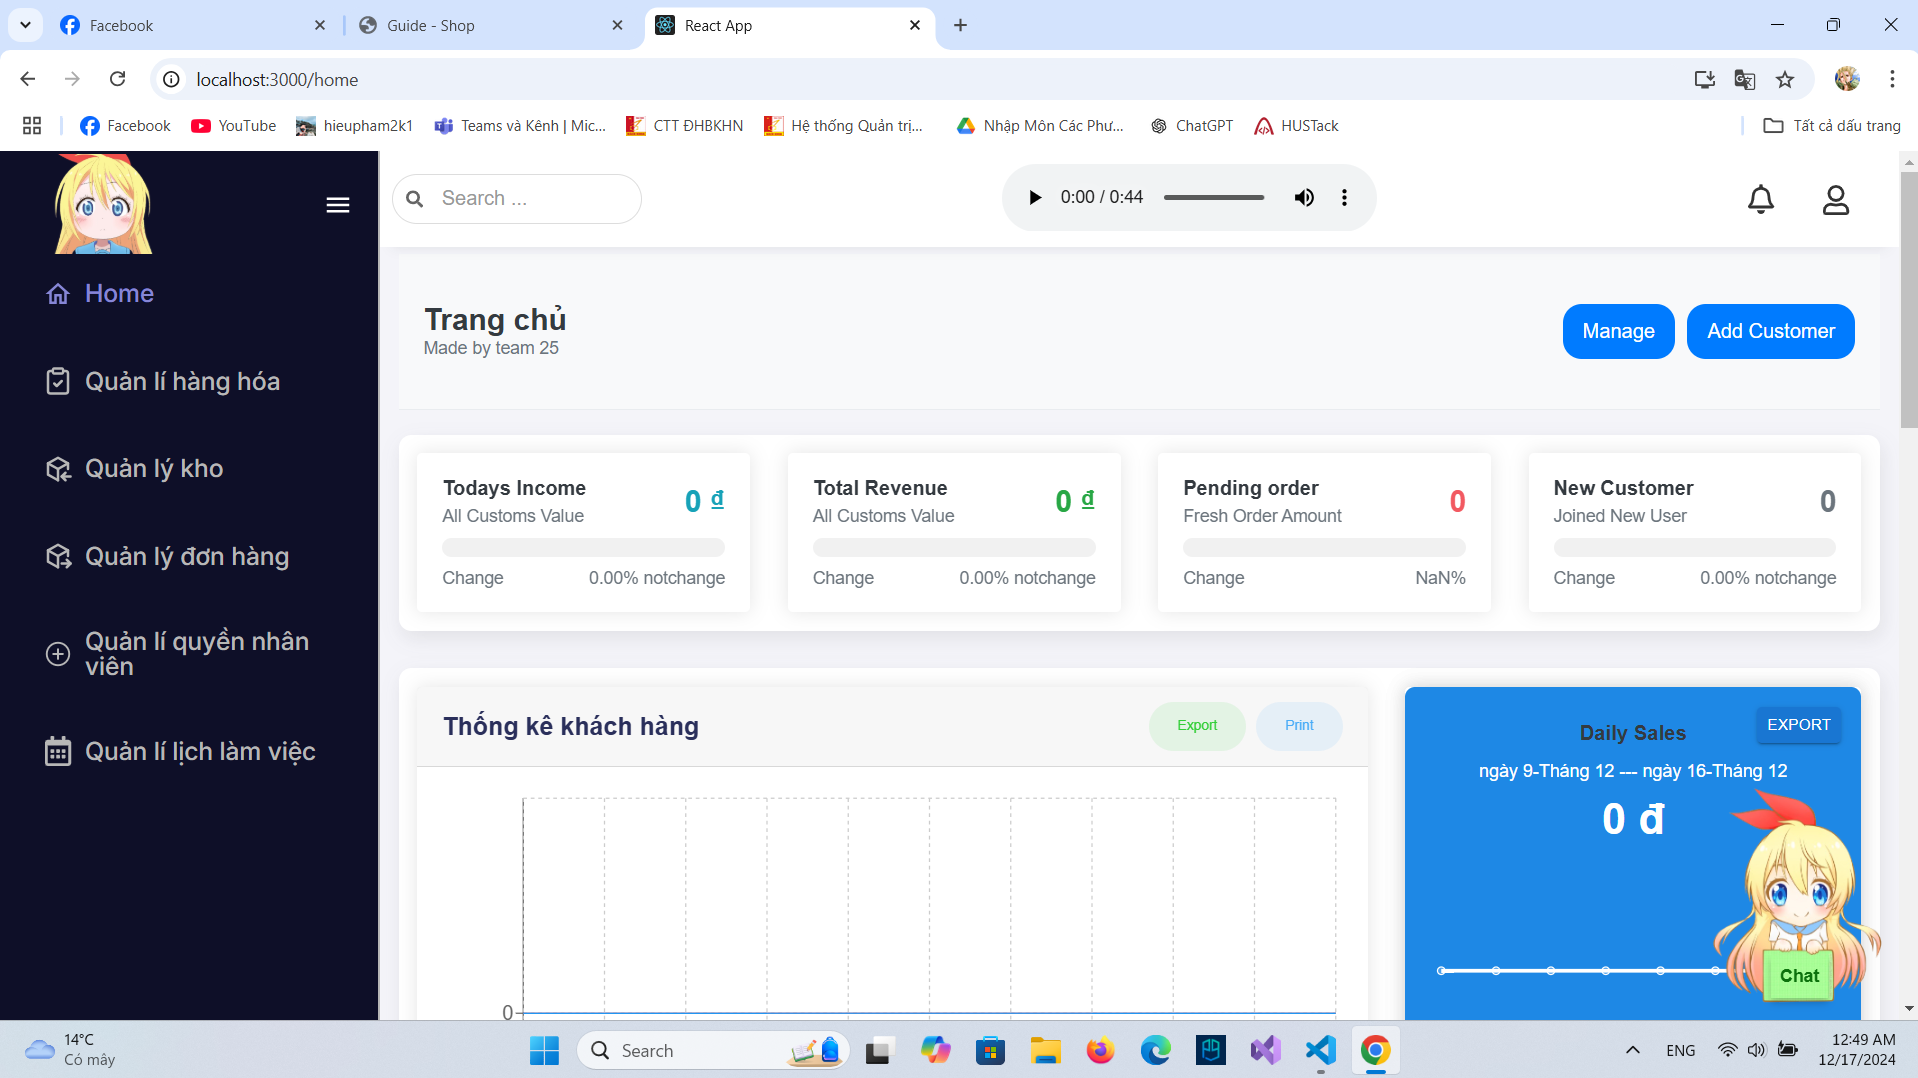 Facebook
Guide - Shop
React App
localhost:3000/home
Facebook
YouTube
hieupham2k1
Teams và Kênh | Mic...
CTT ĐHBKHN
Hệ thống Quản trị...
Nhập Môn Các Phư...
ChatGPT
HUSTack
Tất cả dấu trang
Search ...
0:00 / 0:44
Home
Quản lí hàng hóa
Quản lý kho
Quản lý đơn hàng
Quản lí quyền nhân
viên
Quản lí lịch làm việc
Trang chủ
Made by team 25
Manage
Add Customer
Todays Income
All Customs Value
0 ₫
Change
0.00% notchange
Total Revenue
All Customs Value
0 ₫
Change
0.00% notchange
Pending order
Fresh Order Amount
0
Change
NaN%
New Customer
Joined New User
0
Change
0.00% notchange
Thống kê khách hàng
Export
Print
0
Daily Sales
EXPORT
ngày 9-Tháng 12 --- ngày 16-Tháng 12
0 đ
Chat
14°C
Có mây
Search
ENG
12:49 AM
12/17/2024